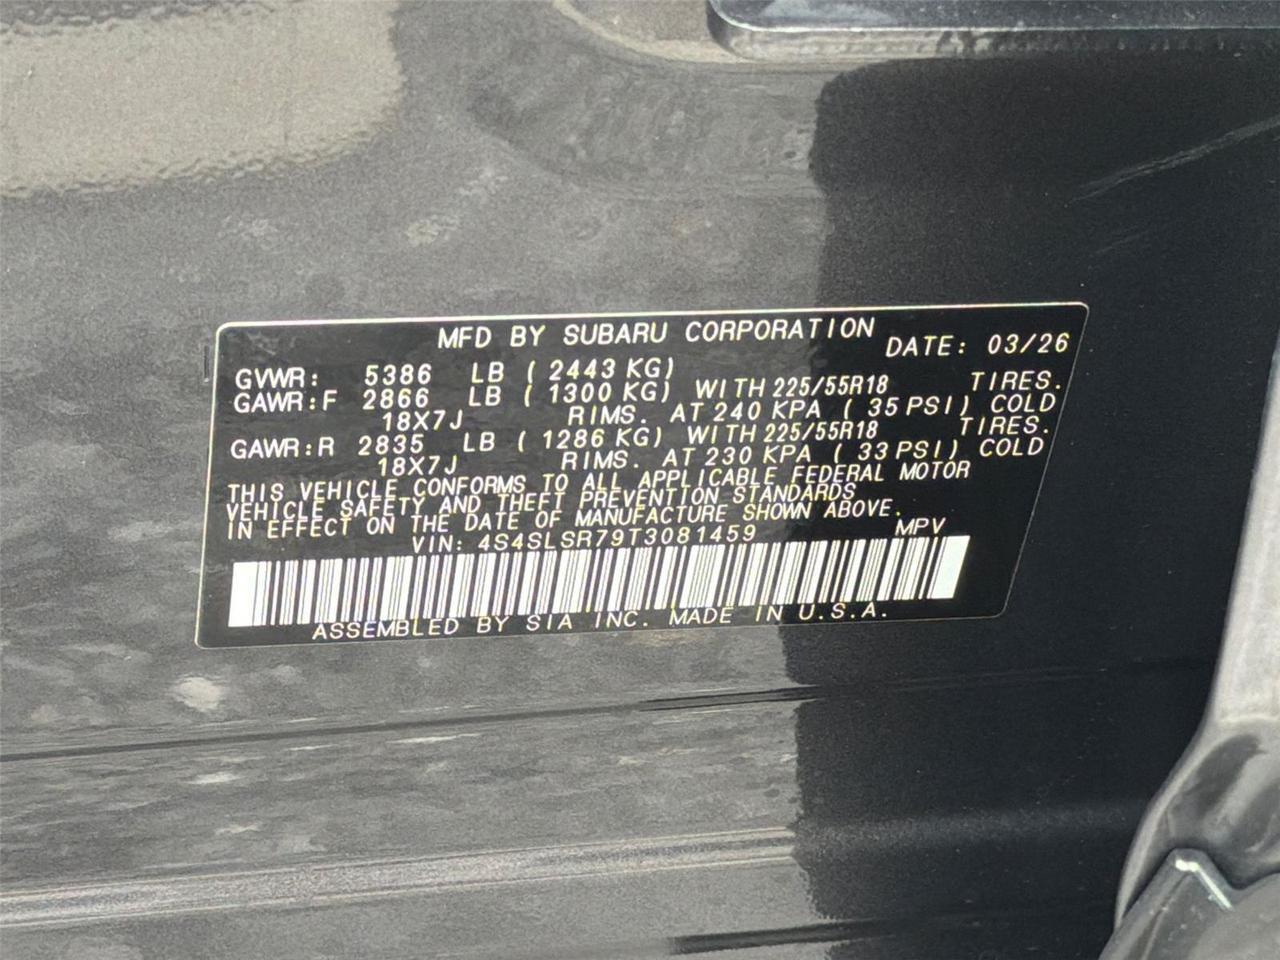 MFD BY SUBARU CORPORATION DATE: 03/26
GVWR: 5386 LB ( 2443 KG)
GAWR:F 2866 LB ( 1300 KG) WITH 225/55R18 TIRES.
18X7J RIMS. AT 240 KPA ( 35 PSI) COLD
GAWR:R 2835 LB ( 1286 KG) WITH 225/55R18 TIRES.
18X7J RIMS. AT 230 KPA ( 33 PSI) COLD
THIS VEHICLE CONFORMS TO ALL APPLICABLE FEDERAL MOTOR
VEHICLE SAFETY AND THEFT PREVENTION STANDARDS
IN EFFECT ON THE DATE OF MANUFACTURE SHOWN ABOVE.
VIN: 4S4SLSR79T3081459 MPV
ASSEMBLED BY SIA INC. MADE IN U.S.A.